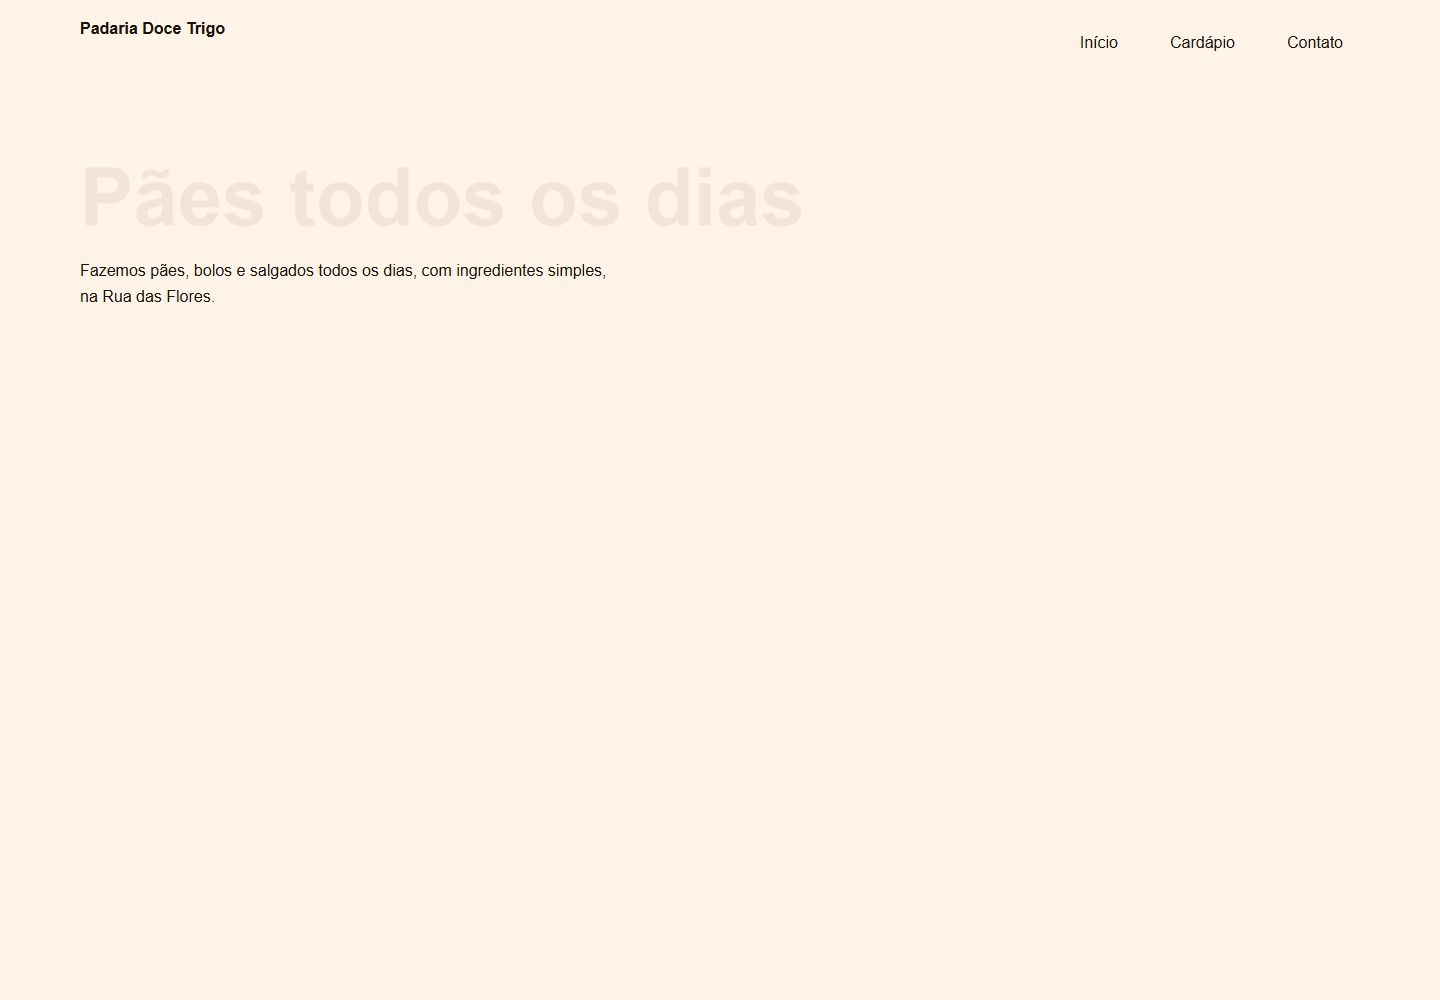 Padaria Doce Trigo
Início Cardápio Contato
Pães todos os dias
Fazemos pães, bolos e salgados todos os dias, com ingredientes simples,
na Rua das Flores.